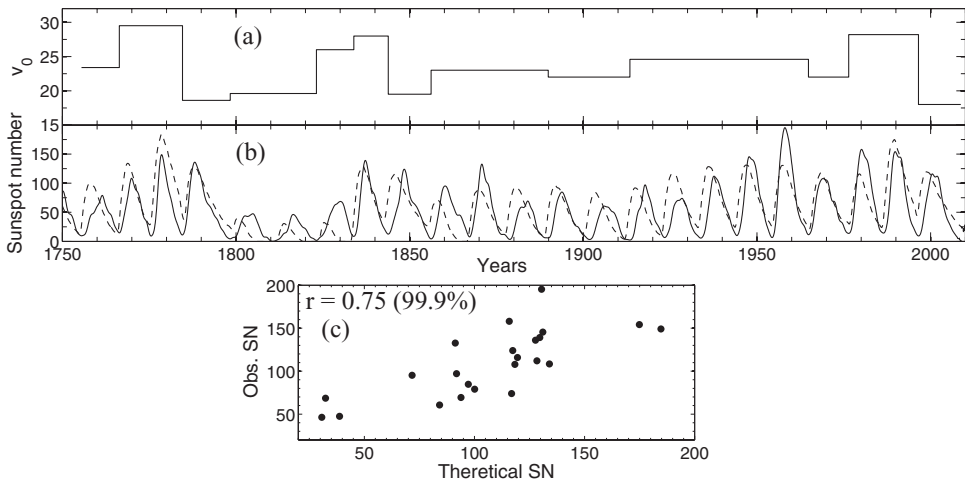 30
25
20
15
v0
(a)
Sunspot number
150
100
50
0
(b)
1750
1800
1850
1900
1950
2000
Years
200
150
100
50
Obs. SN
r = 0.75 (99.9%)
(c)
50
100
150
200
Theretical SN